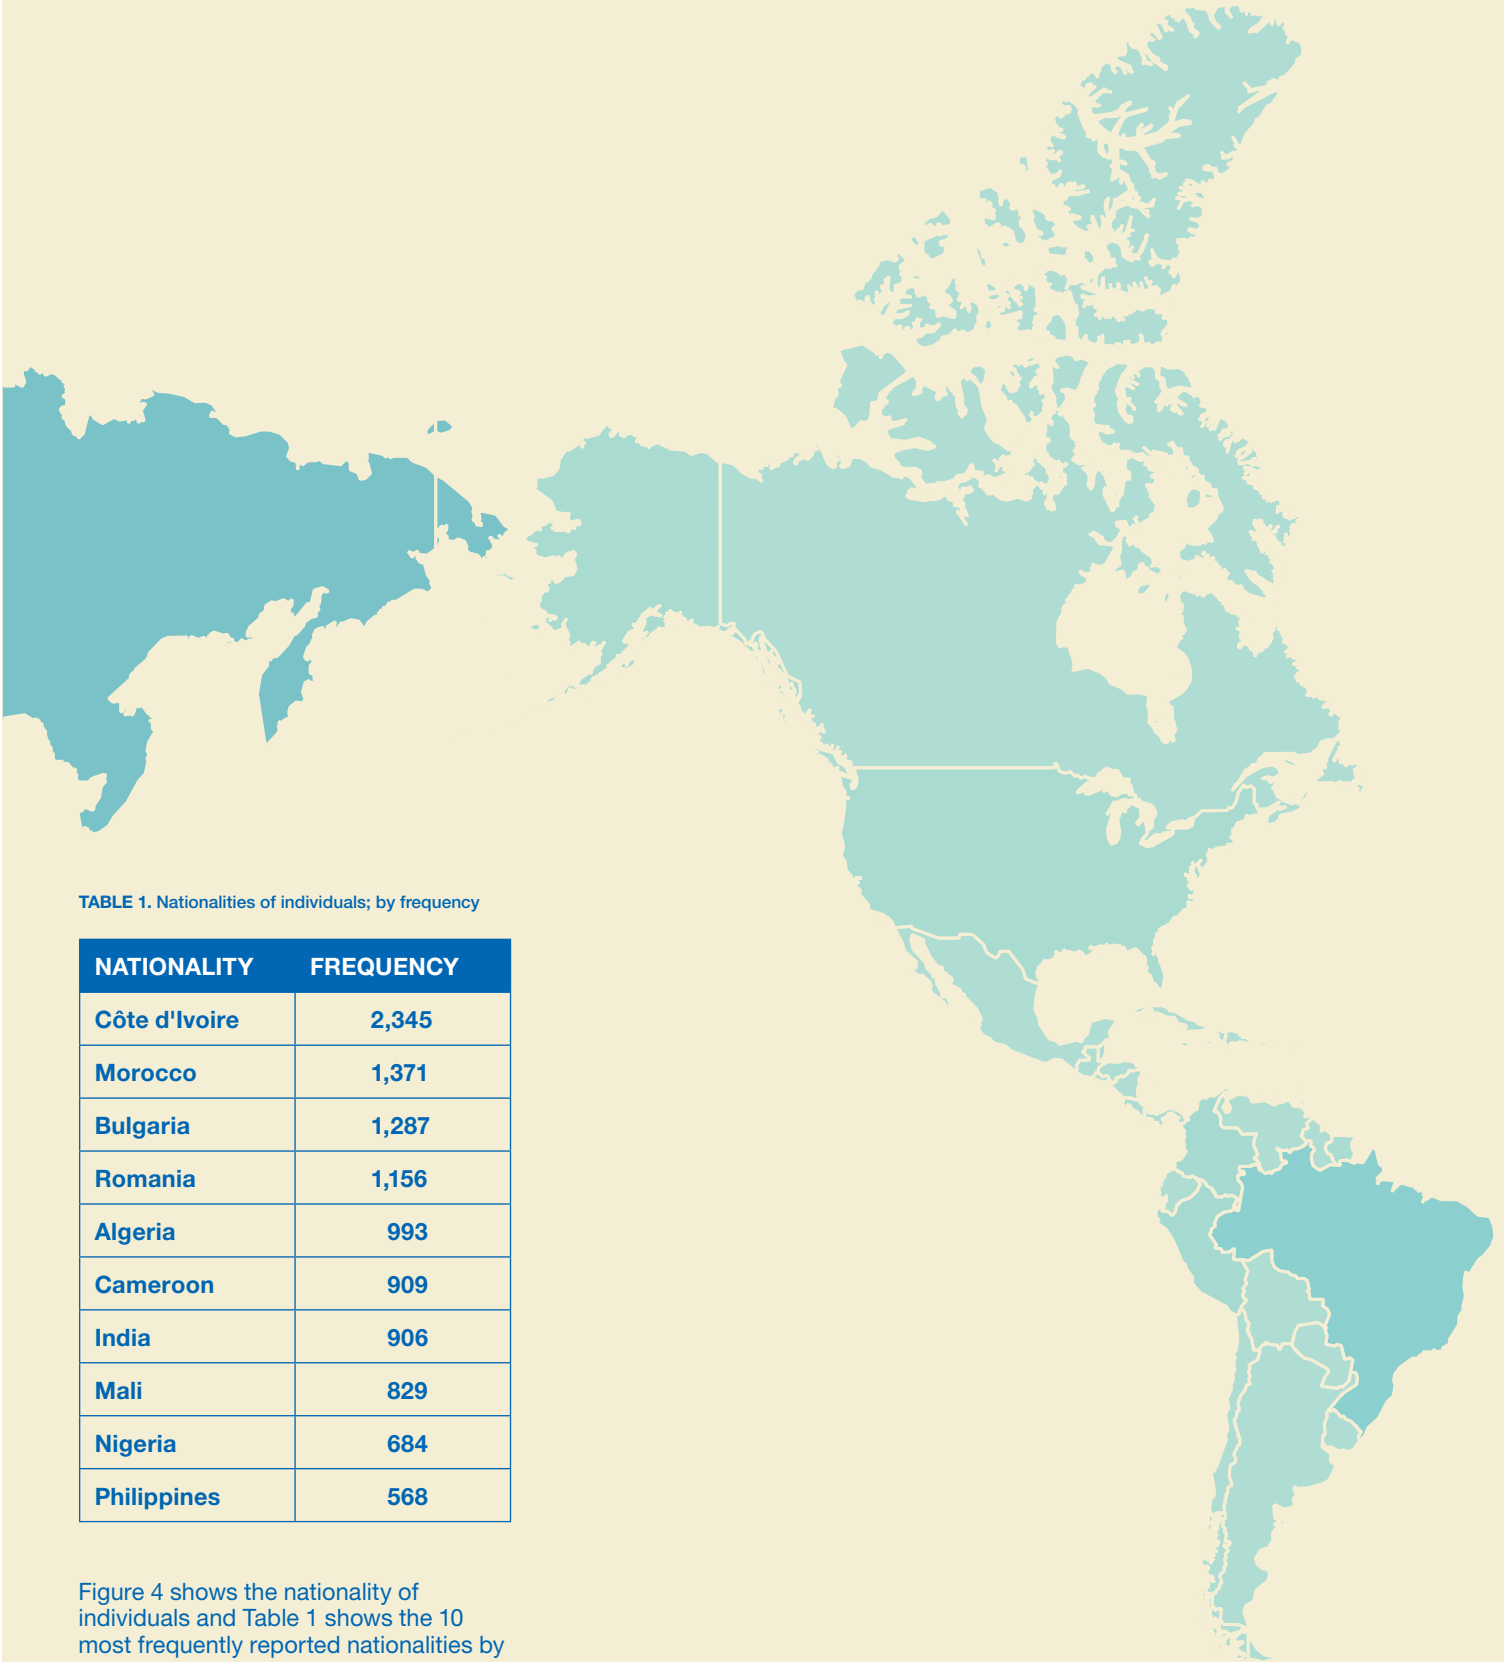 TABLE 1. Nationalities of individuals; by frequency
NATIONALITY FREQUENCY
Côte d'Ivoire 2,345
Morocco 1,371
Bulgaria 1,287
Romania 1,156
Algeria 993
Cameroon 909
India 906
Mali 829
Nigeria 684
Philippines 568
Figure 4 shows the nationality of
individuals and Table 1 shows the 10
most frequently reported nationalities by